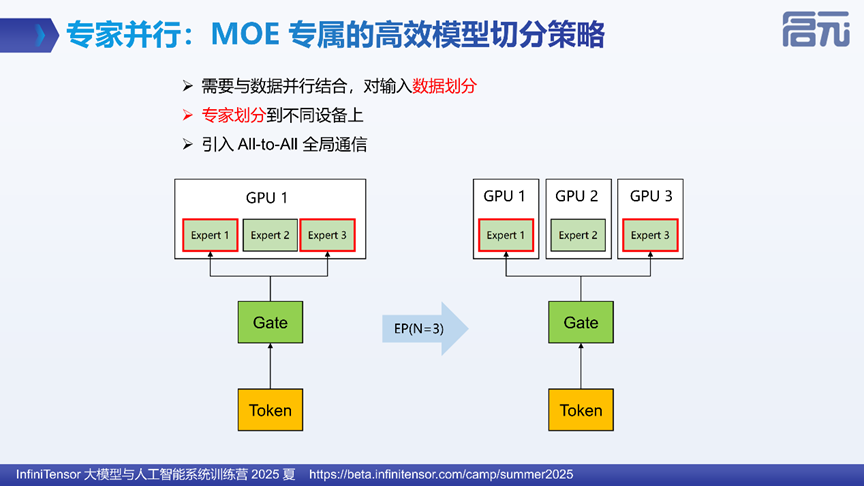 专家并行：MOE 专属的高效模型切分策略
启元
需要与数据并行结合，对输入数据划分
专家划分到不同设备上
引入 All-to-All 全局通信
GPU 1
Expert 1
Expert 2
Expert 3
Gate
Token
EP(N=3)
GPU 1
GPU 2
GPU 3
Expert 1
Expert 2
Expert 3
Gate
Token
InfiniTensor 大模型与人工智能系统训练营 2025 夏 https://beta.infinitensor.com/camp/summer2025